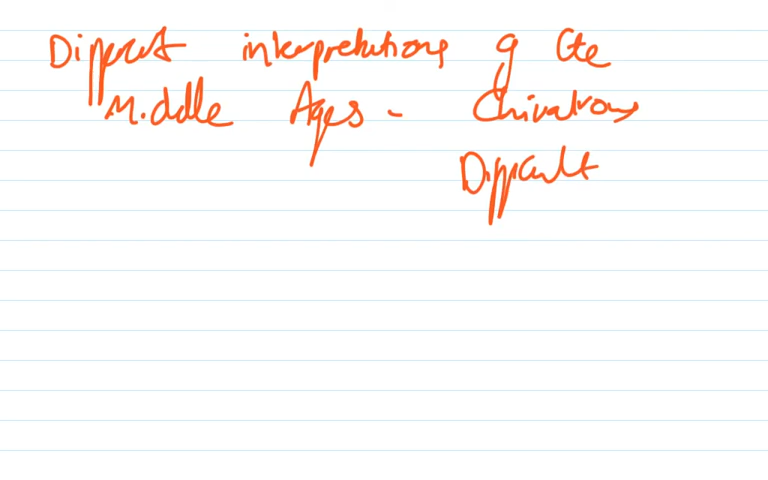 Different interpretations of the
Middle Ages - Chivalrous
Difficult